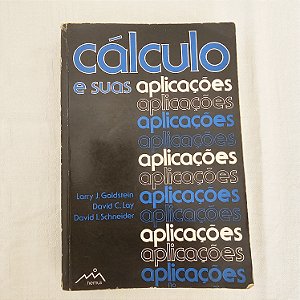 cálculo
e suas aplicações
aplicações
aplicações
aplicações
aplicações
aplicações
Larry J. Goldstein aplicações
David C. Lay aplicações
David I. Schneider aplicações
aplicações
hemus aplicações